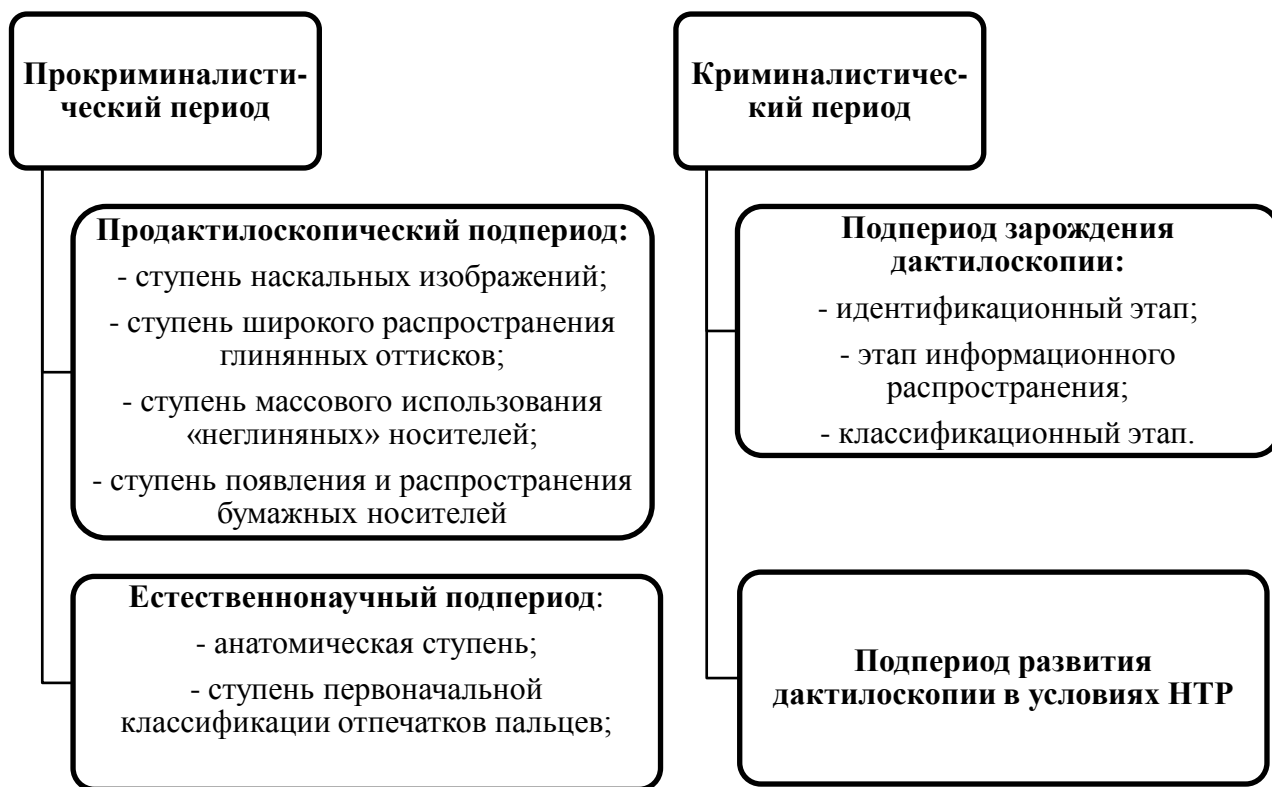 Прокриминалисти-
ческий период
Криминалистичес-
кий период
Продактилоскопический подпериод:
- ступень наскальных изображений;
- ступень широкого распространения
глинянных оттисков;
- ступень массового использования
«неглиняных» носителей;
- ступень появления и распространения
бумажных носителей
Подпериод зарождения
дактилоскопии:
- идентификационный этап;
- этап информационного
распространения;
- классификационный этап.
Естественнонаучный подпериод:
- анатомическая ступень;
- ступень первоначальной
классификации отпечатков пальцев;
Подпериод развития
дактилоскопии в условиях НТР